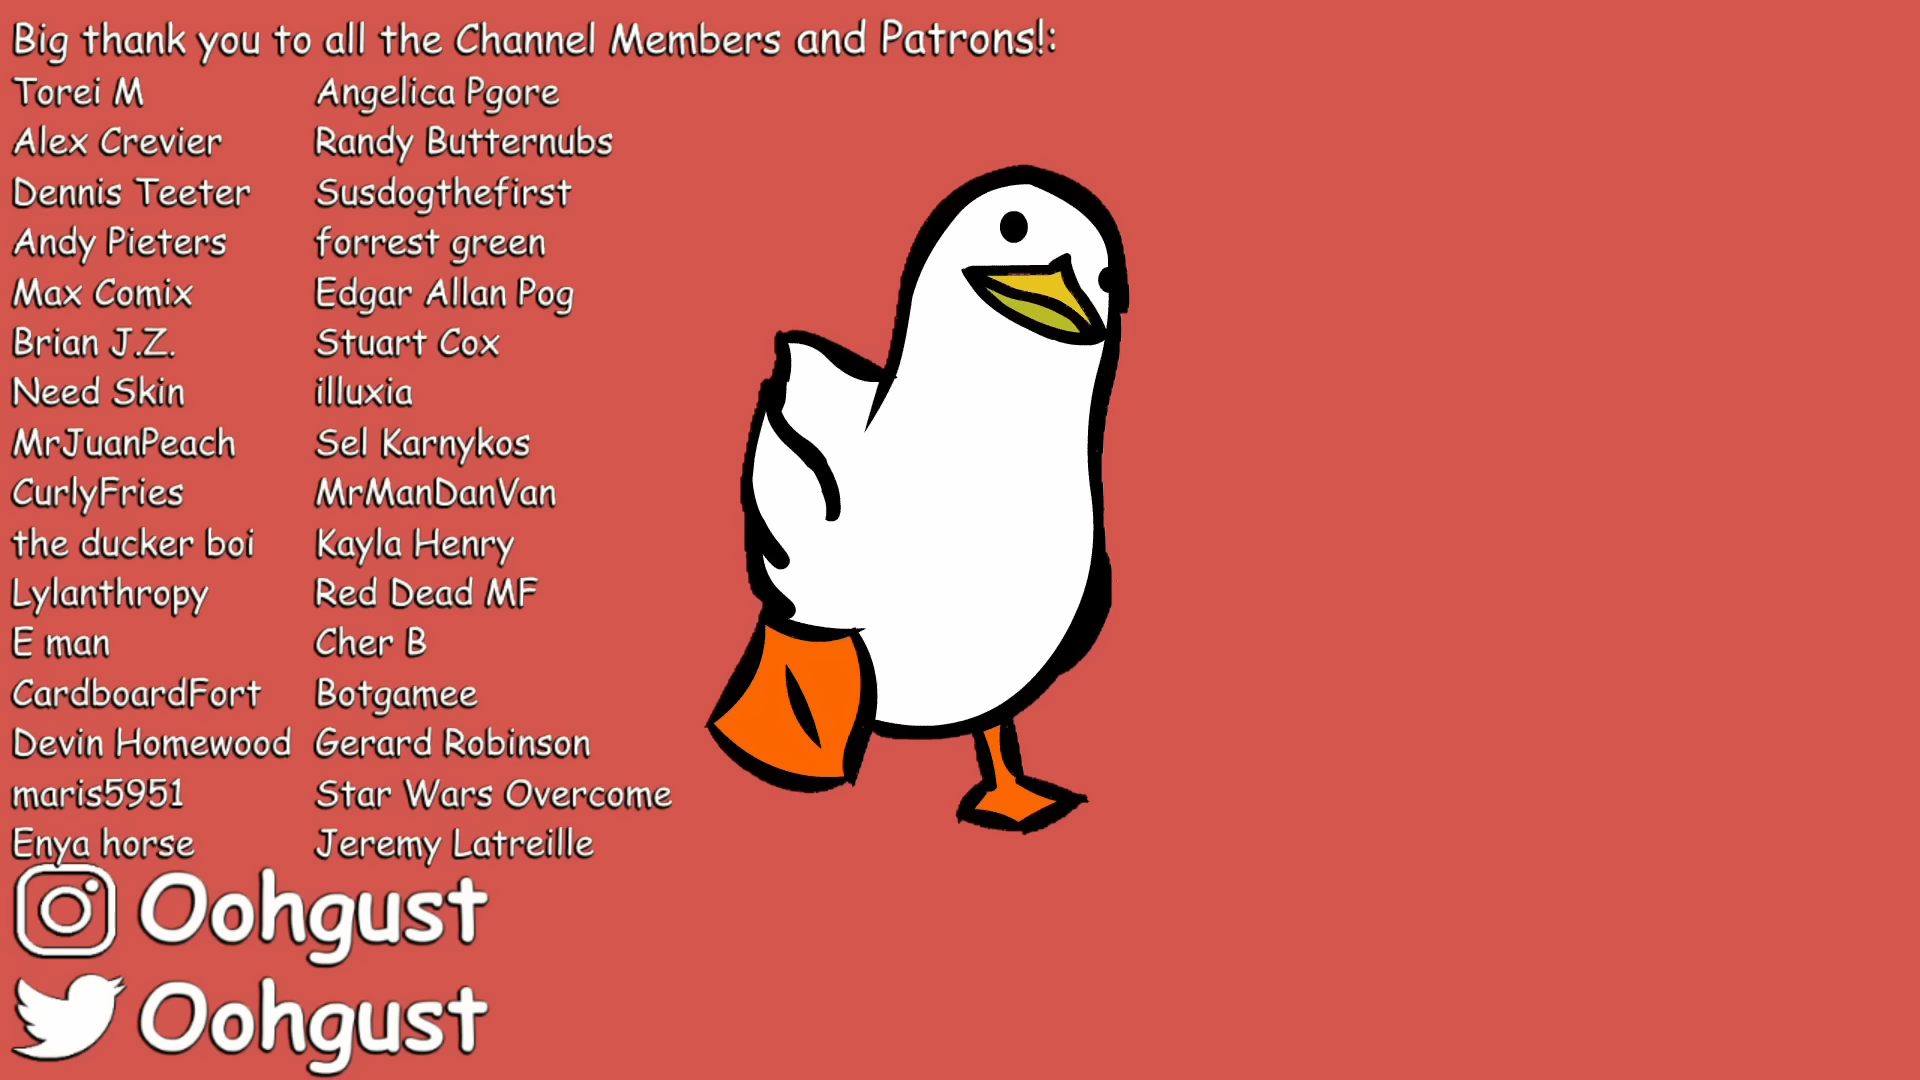 Big thank you to all the Channel Members and Patrons!:
Torei M
Alex Crevier
Dennis Teeter
Andy Pieters
Max Comix
Brian J.Z.
Need Skin
MrJuanPeach
CurlyFries
the ducker boi
Lylanthropy
E man
CardboardFort
Devin Homewood
maris5951
Enya horse
Angelica Pgore
Randy Butternubs
Susdogthefirst
forrest green
Edgar Allan Pog
Stuart Cox
illuxia
Sel Karnykos
MrManDanVan
Kayla Henry
Red Dead MF
Cher B
Botgamee
Gerard Robinson
Star Wars Overcome
Jeremy Latreille
Oohgust
Oohgust